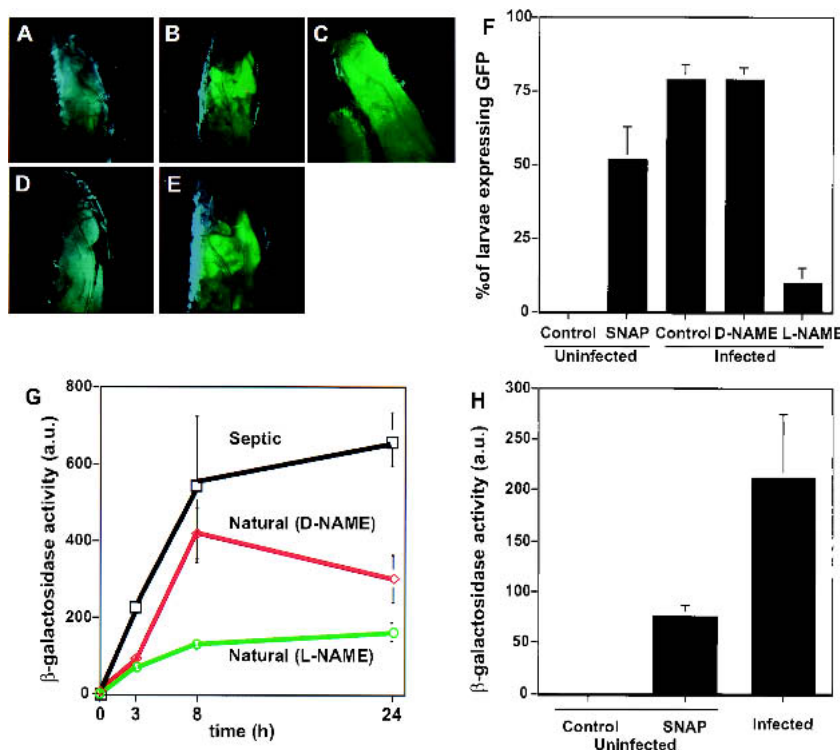 A
B
C
D
E
F
% of larvae expressing GFP
100
75
50
25
0
Control SNAP Control D-NAME L-NAME
Uninfected Infected
G
β-galactosidase activity (a.u.)
800
600
400
200
0
Septic
Natural (D-NAME)
Natural (L-NAME)
0 3 8 24
time (h)
H
β-galactosidase activity (a.u.)
300
250
200
150
100
50
0
Control SNAP Infected
Uninfected